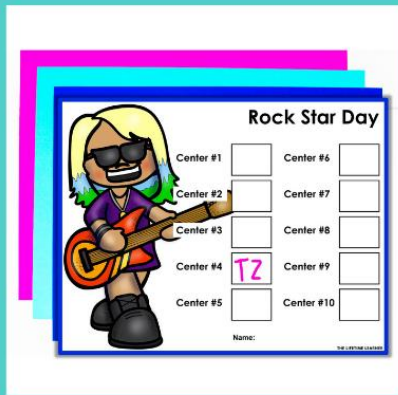 Rock Star Day
Center #1
Center #2
Center #3
Center #4 TZ
Center #5
Center #6
Center #7
Center #8
Center #9
Center #10
Name:
THE LIFETIME LEARNER